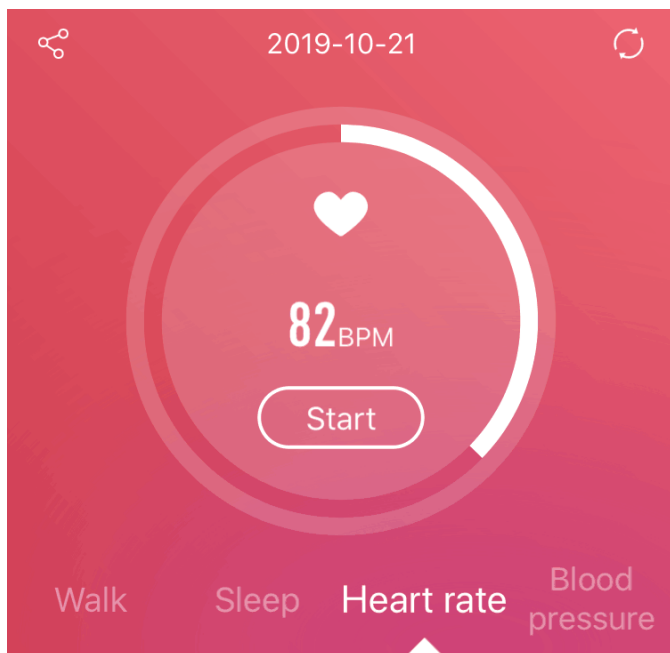 2019-10-21
82BPM
Start
Walk
Sleep
Heart rate
Blood
pressure